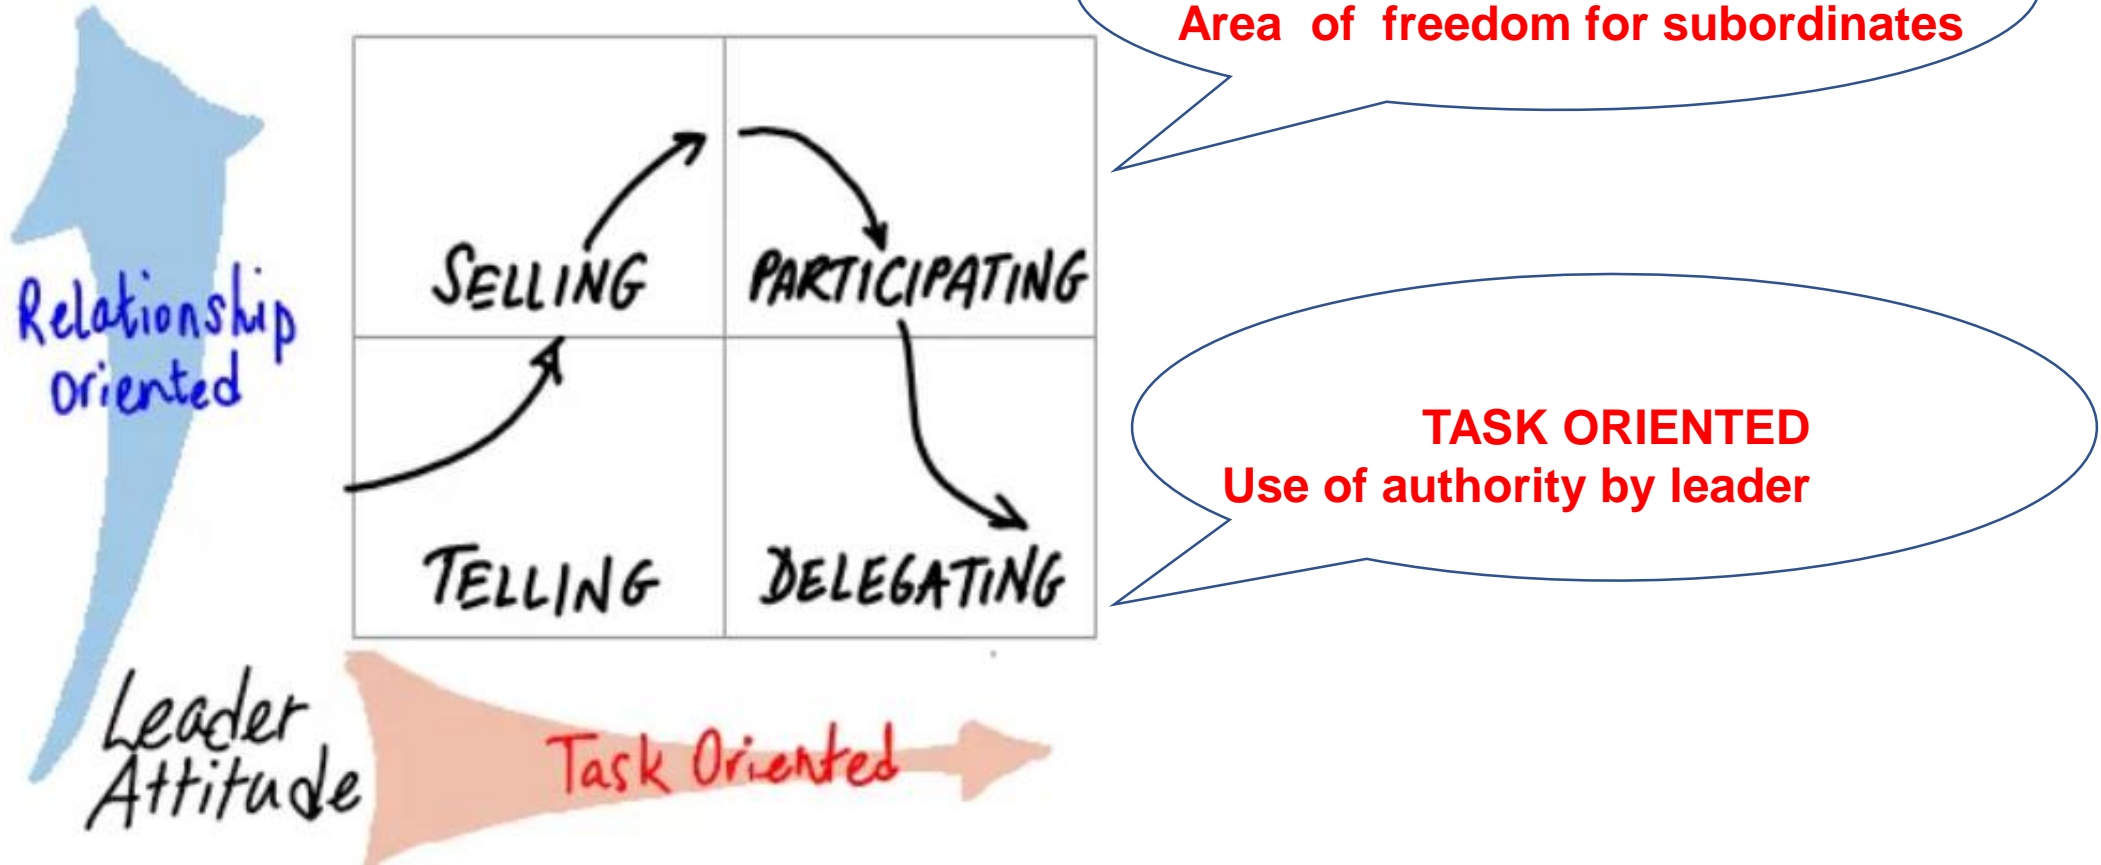 Area of freedom for subordinates
SELLING
PARTICIPATING
Relationship
oriented
TASK ORIENTED
Use of authority by leader
TELLING
DELEGATING
Leader
Attitude
Task Oriented